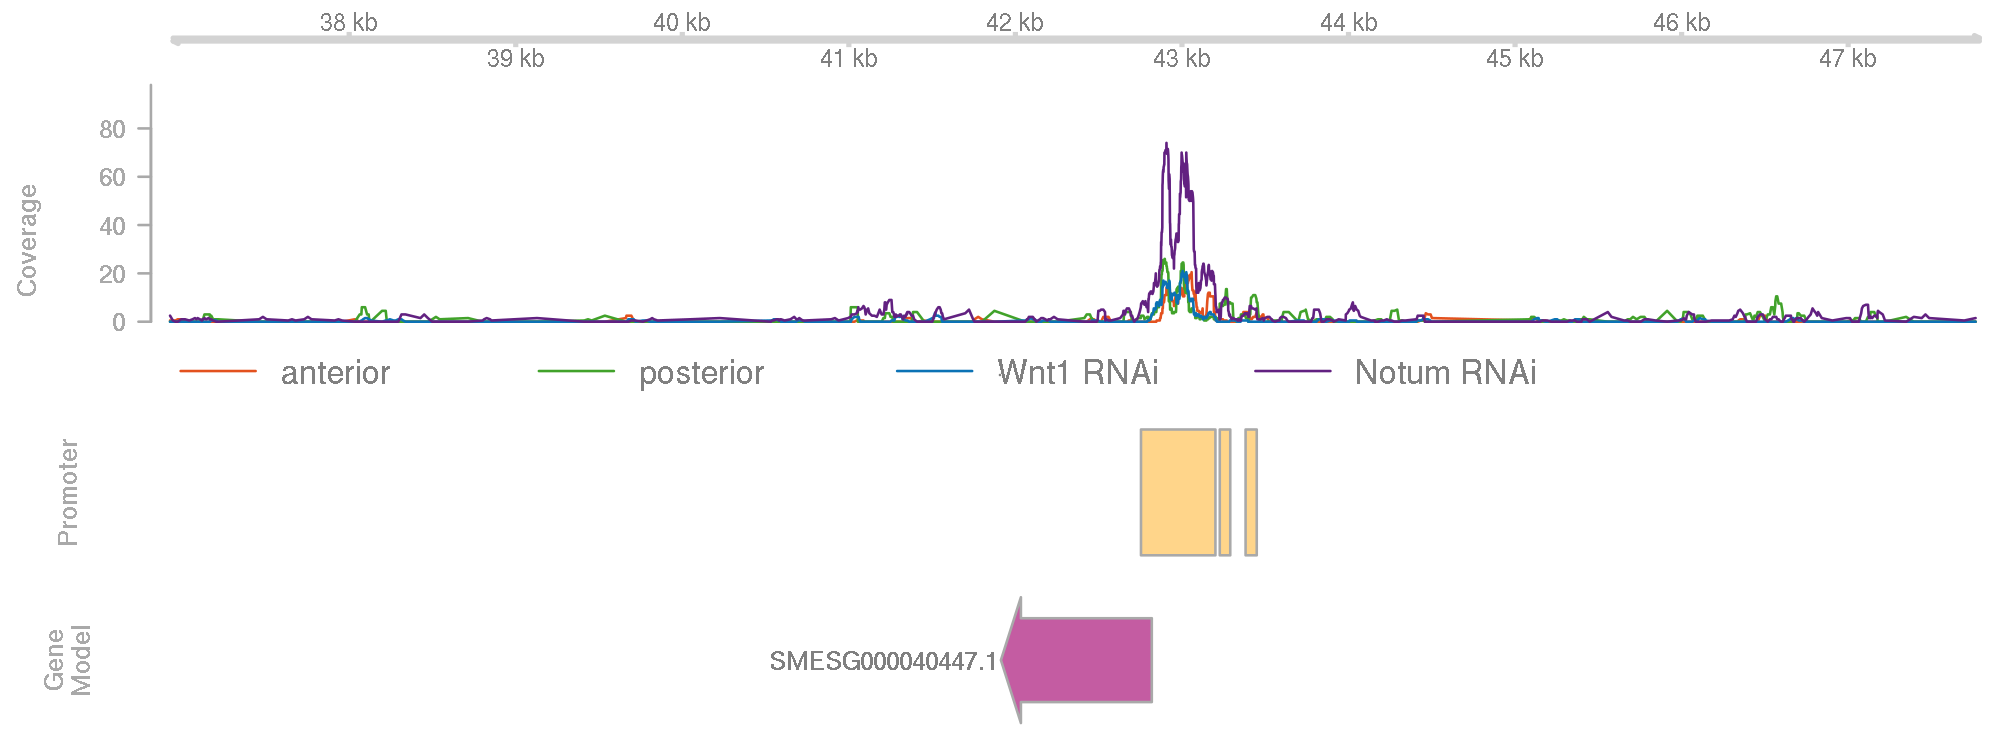 38 kb 40 kb 42 kb 44 kb 46 kb
39 kb 41 kb 43 kb 45 kb 47 kb
Coverage
80
60
40
20
0
anterior posterior Wnt1 RNAi Notum RNAi
Promoter
Gene
Model
SMESG000040447.1